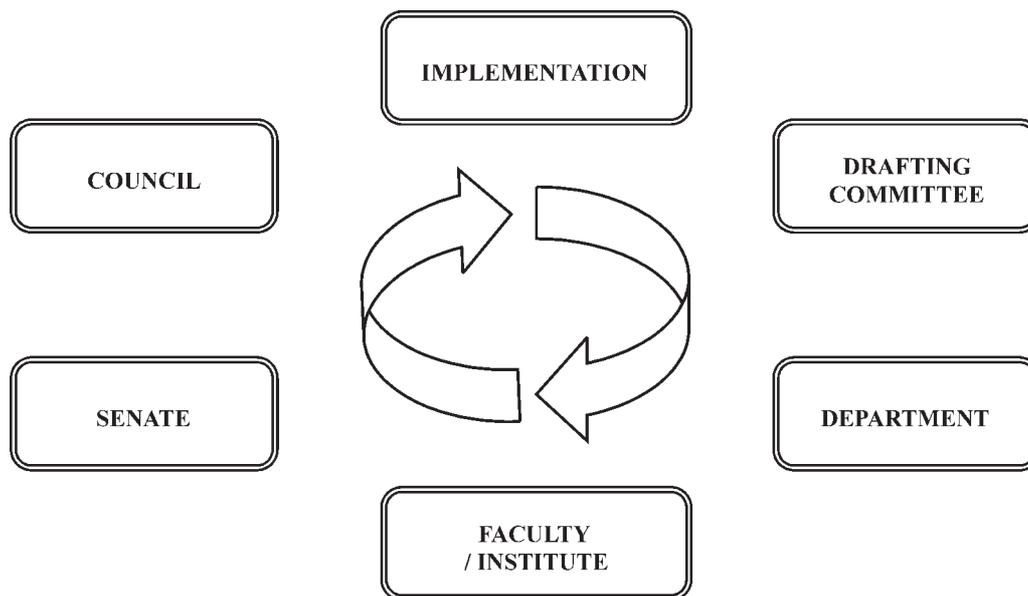 IMPLEMENTATION
COUNCIL
DRAFTING
COMMITTEE
SENATE
DEPARTMENT
FACULTY
/ INSTITUTE